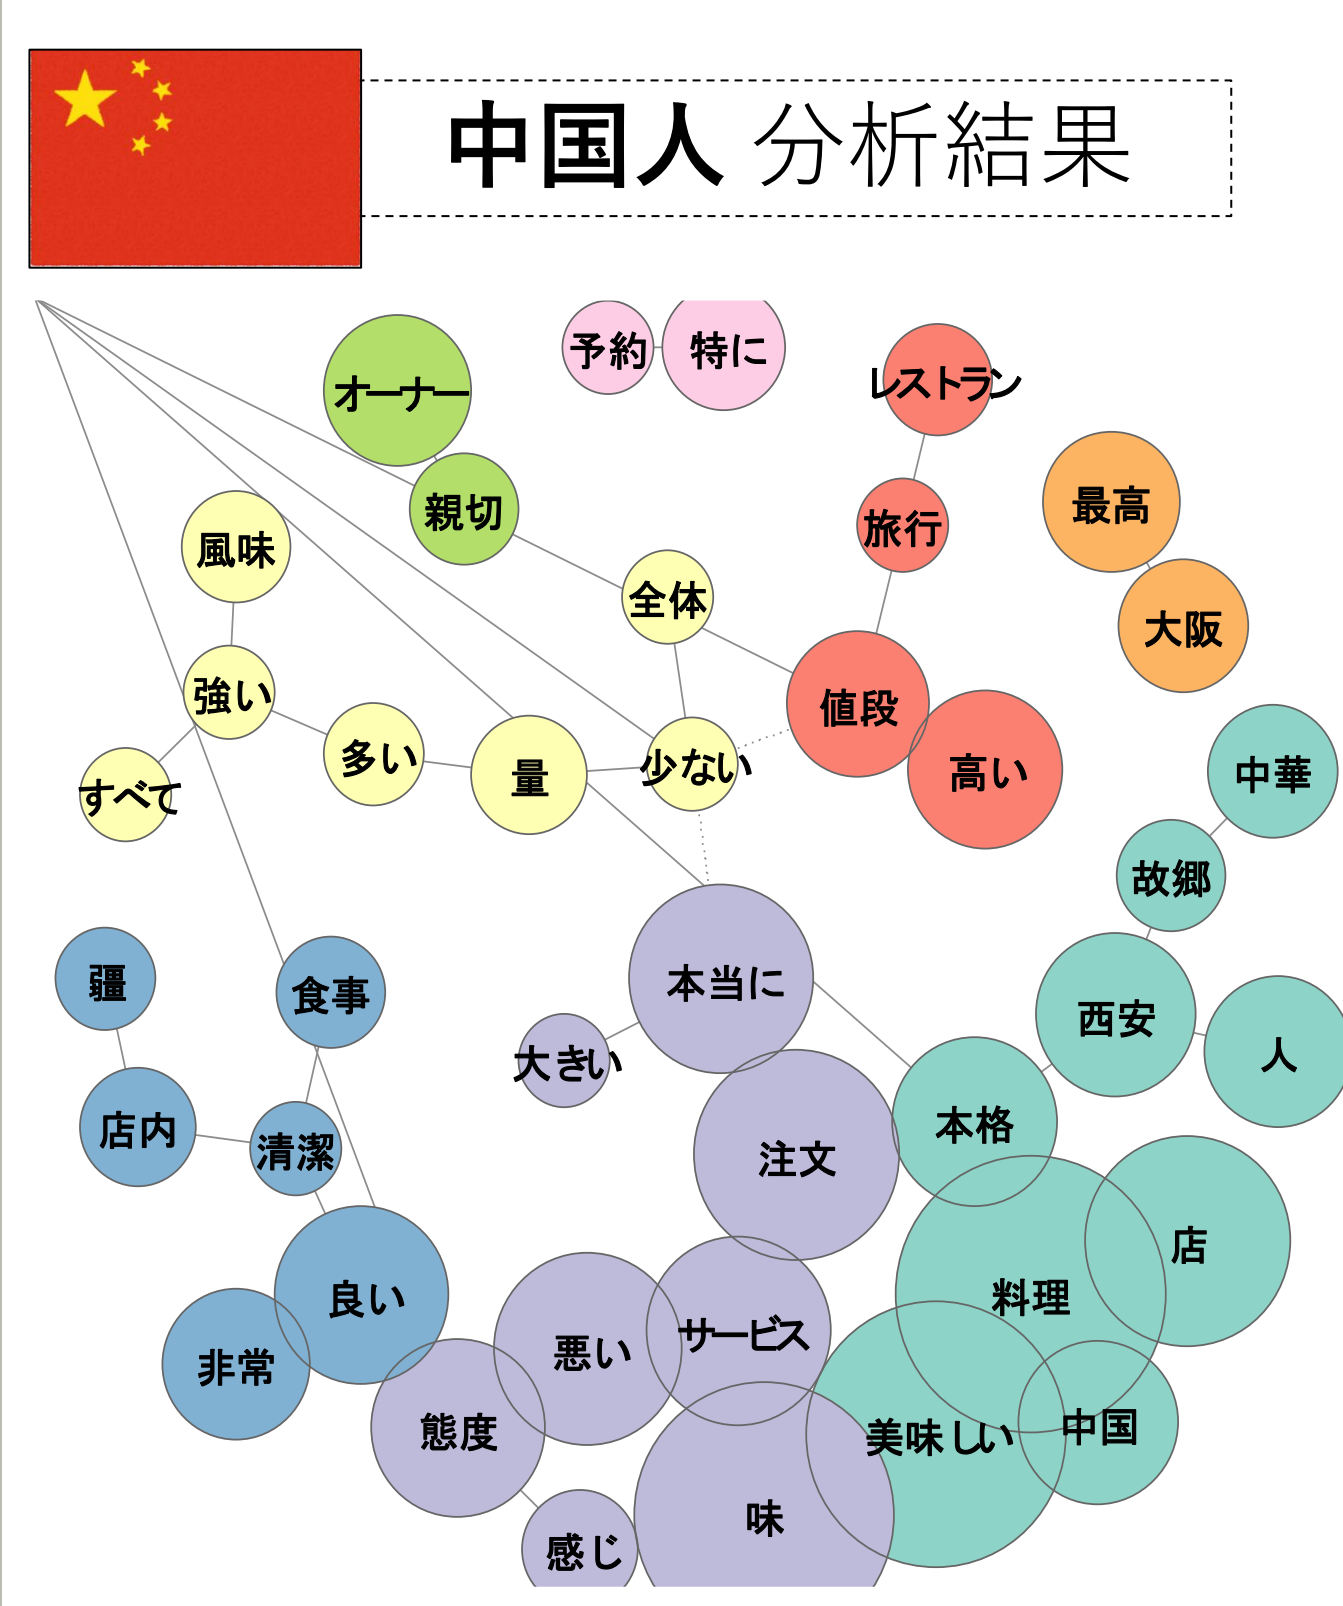 中国人 分析結果
予約
特に
オーナー
レストラン
最高
親切
旅行
風味
全体
大阪
強い
値段
多い
量
少ない
高い
中華
すべて
故郷
疆
食事
本当に
西安
大きい
人
店内
清潔
注文
本格
店
良い
料理
非常
悪い
サービス
態度
美味しい
中国
味
感じ